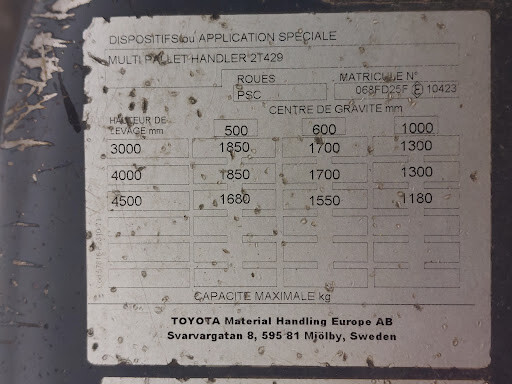 DISPOSITIFS/ou APPLICATION SPÉCIALE
MULTI PALLET HANDLER 2T429
ROUES MATRICULE N°
PSC 068FD25F Ⓔ 10423
CENTRE DE GRAVITE mm
HAUTEUR DE
LEVAGE mm 500 600 1000
3000 1850 1700 1300
4000 1850 1700 1300
4500 1680 1550 1180
CAPACITE MAXIMALE kg
TOYOTA Material Handling Europe AB
Svarvargatan 8, 595 81 Mjölby, Sweden